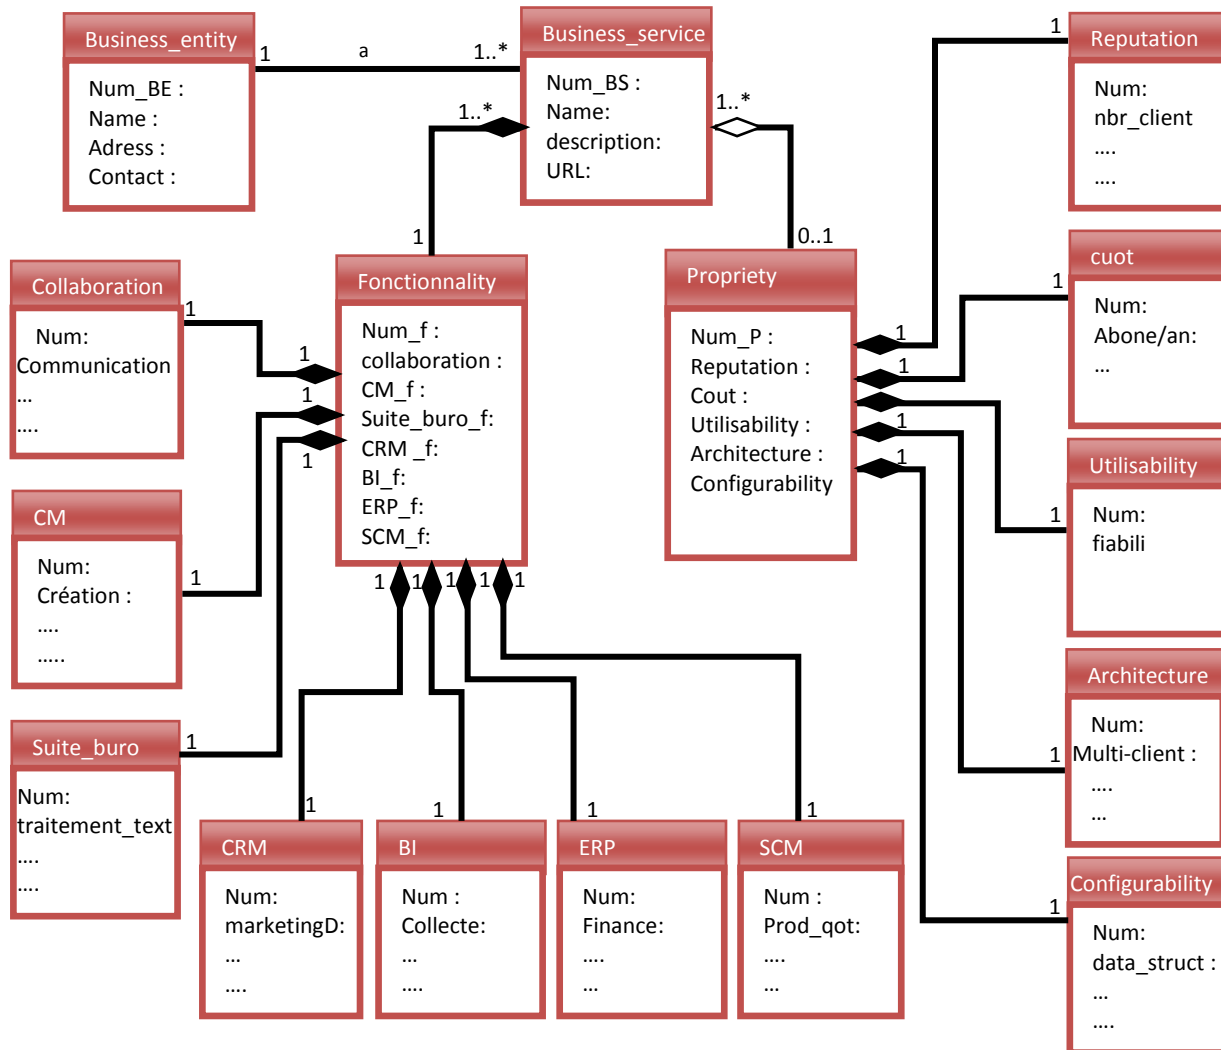 Business_entity
Num_BE :
Name :
Adress :
Contact :
1
a
1..*
Business_service
Num_BS :
Name:
description:
URL:
1..*
1..*
1
0..1
Reputation
Num:
nbr_client
....
....
1
Collaboration
Num:
Communication
...
....
1
Fonctionnality
Num_f :
collaboration :
CM_f :
Suite_buro_f:
CRM _f:
BI_f:
ERP_f:
SCM_f:
1
1
1
Propriety
Num_P :
Reputation :
Cout :
Utilisability :
Architecture :
Configurability
1
1
1
1
cuot
Num:
Abone/an:
...
1
Utilisability
Num:
fiabili
1
CM
Num:
Création :
....
.....
1
1
1
1
1
Architecture
Num:
Multi-client :
....
...
1
Suite_buro
Num:
traitement_text
....
....
1
CRM
Num:
marketingD:
...
....
1
BI
Num :
Collecte:
...
....
1
ERP
Num:
Finance:
....
...
1
SCM
Num :
Prod_qot:
....
...
1
Configurability
Num:
data_struct :
...
....
1